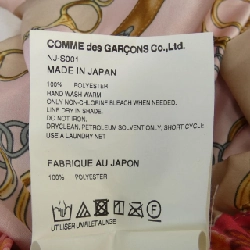 COMME des GARÇONS Co.,Ltd.
NJ-S001
MADE IN JAPAN
100% POLYESTER
HAND WASH WARM
ONLY NON-CHLORINE BLEACH WHEN NEEDED.
LINE DRY IN SHADE.
DO NOT IRON.
DRYCLEAN, PETROLEUM SOLVENT ONLY, SHORT CYCLE.
USE A LAUNDRY NET.
FABRIQUE AU JAPON
100% POLYESTER